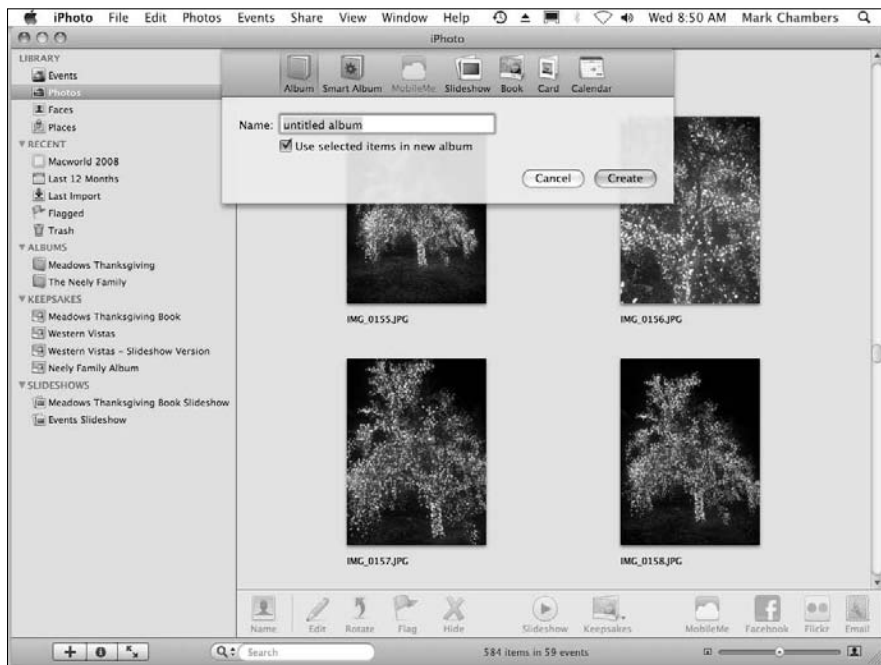 iPhoto File Edit Photos Events Share View Window Help Wed 8:50 AM Mark Chambers
iPhoto
LIBRARY
Events
Photos
Faces
Places
RECENT
Macworld 2008
Last 12 Months
Last Import
Flagged
Trash
ALBUMS
Meadows Thanksgiving
The Neely Family
KEEPSAKES
Meadows Thanksgiving Book
Western Vistas
Western Vistas – Slideshow Version
Neely Family Album
SLIDESHOWS
Meadows Thanksgiving Book Slideshow
Events Slideshow
Album Smart Album MobileMe Slideshow Book Card Calendar
Name: untitled album
Use selected items in new album
Cancel Create
IMG_0155.JPG IMG_0156.JPG
IMG_0157.JPG IMG_0158.JPG
Name Edit Rotate Flag Hide Slideshow Keepsakes MobileMe Facebook Flickr Email
Search 584 items in 59 events